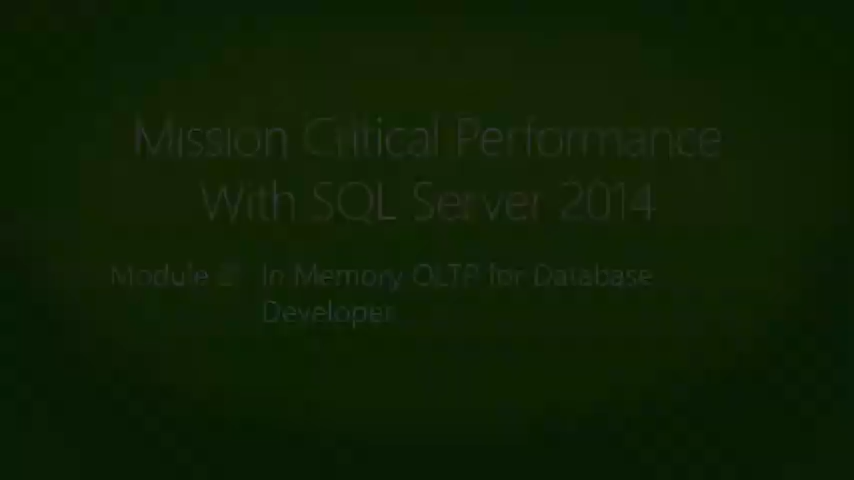 Mission Critical Performance
With SQL Server 2014
Module In Memory OLTP for Database
Developer